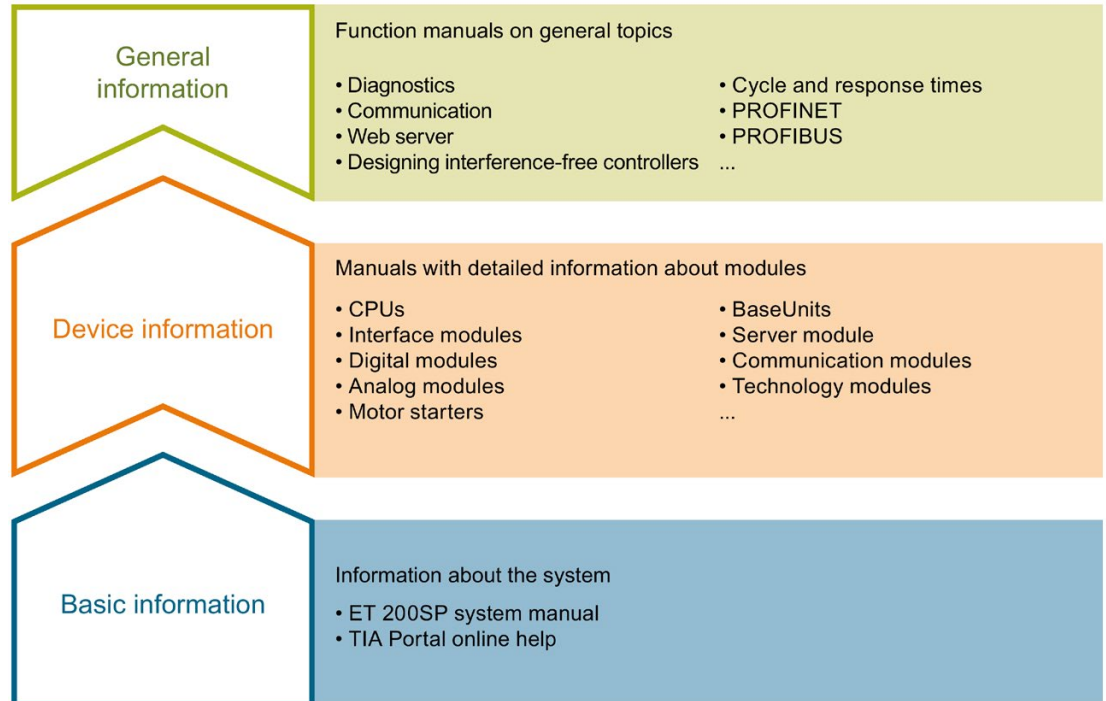 General
information
Function manuals on general topics
• Diagnostics
• Communication
• Web server
• Designing interference-free controllers
• Cycle and response times
• PROFINET
• PROFIBUS
...
Device information
Manuals with detailed information about modules
• CPUs
• Interface modules
• Digital modules
• Analog modules
• Motor starters
• BaseUnits
• Server module
• Communication modules
• Technology modules
...
Basic information
Information about the system
• ET 200SP system manual
• TIA Portal online help